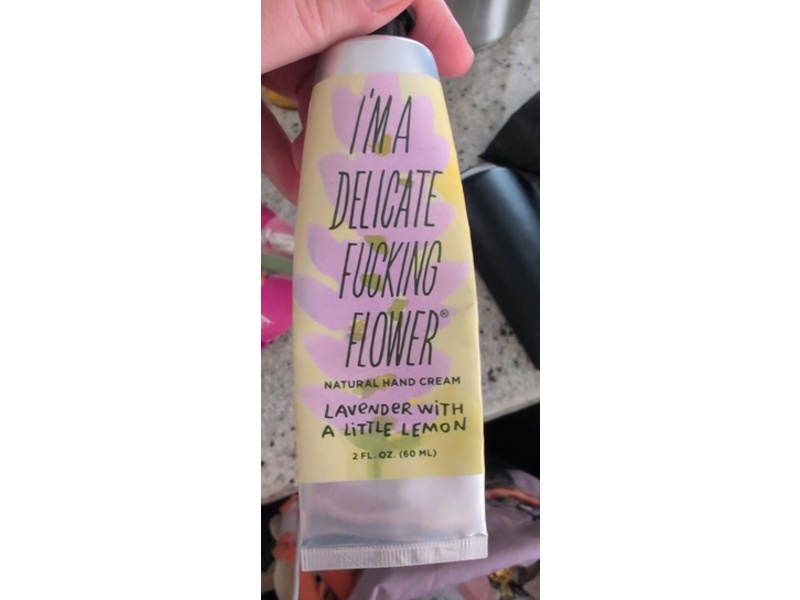 I'M A
DELICATE
FUCKING
FLOWER®
NATURAL HAND CREAM
LAVENDER WiTH
A LiTTLE LEMON
2 FL. OZ. (60 ML)